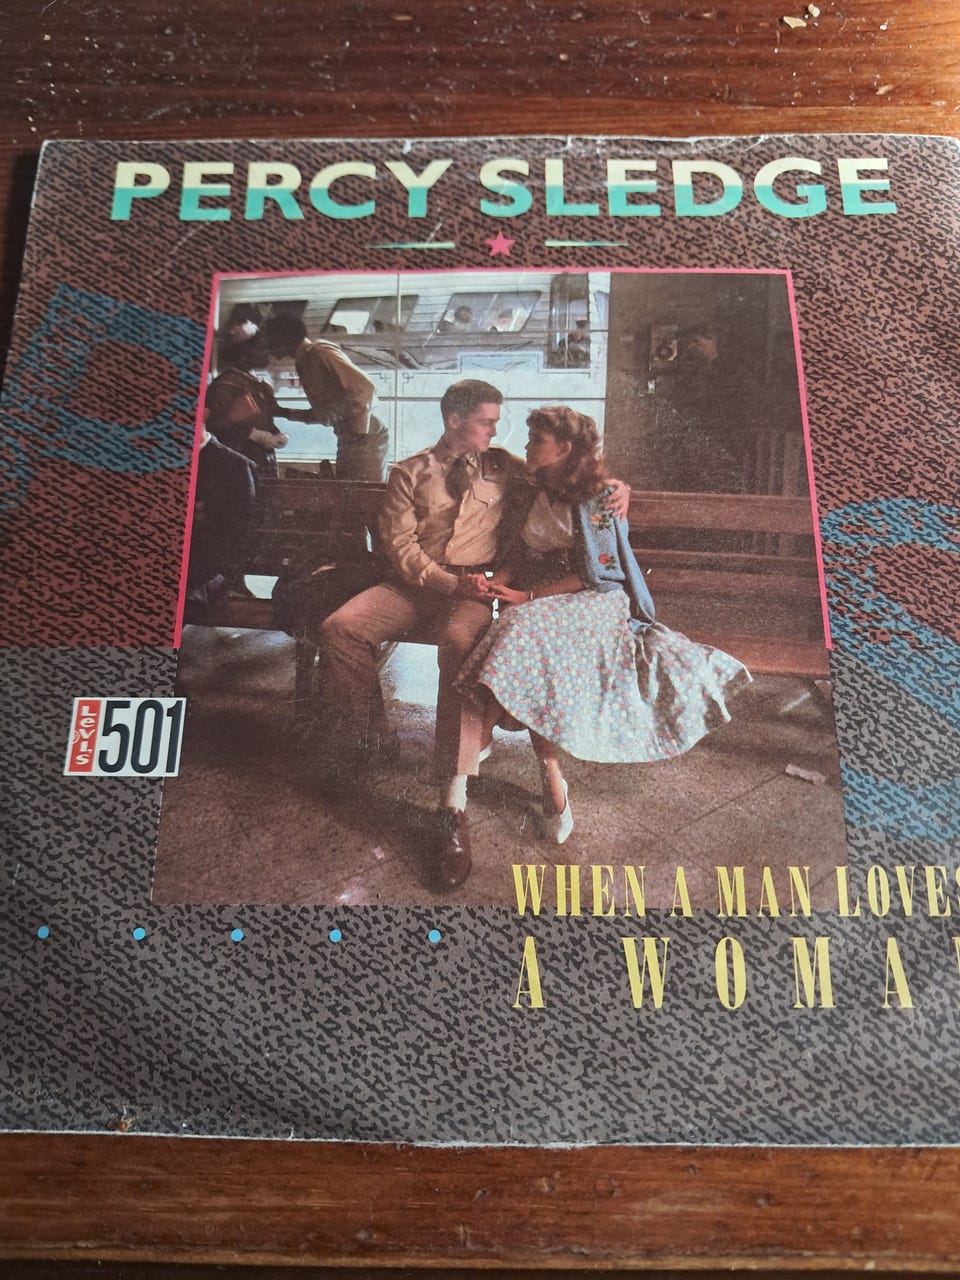 PERCY SLEDGE
Levi's 501
WHEN A MAN LOVES
A WOMA